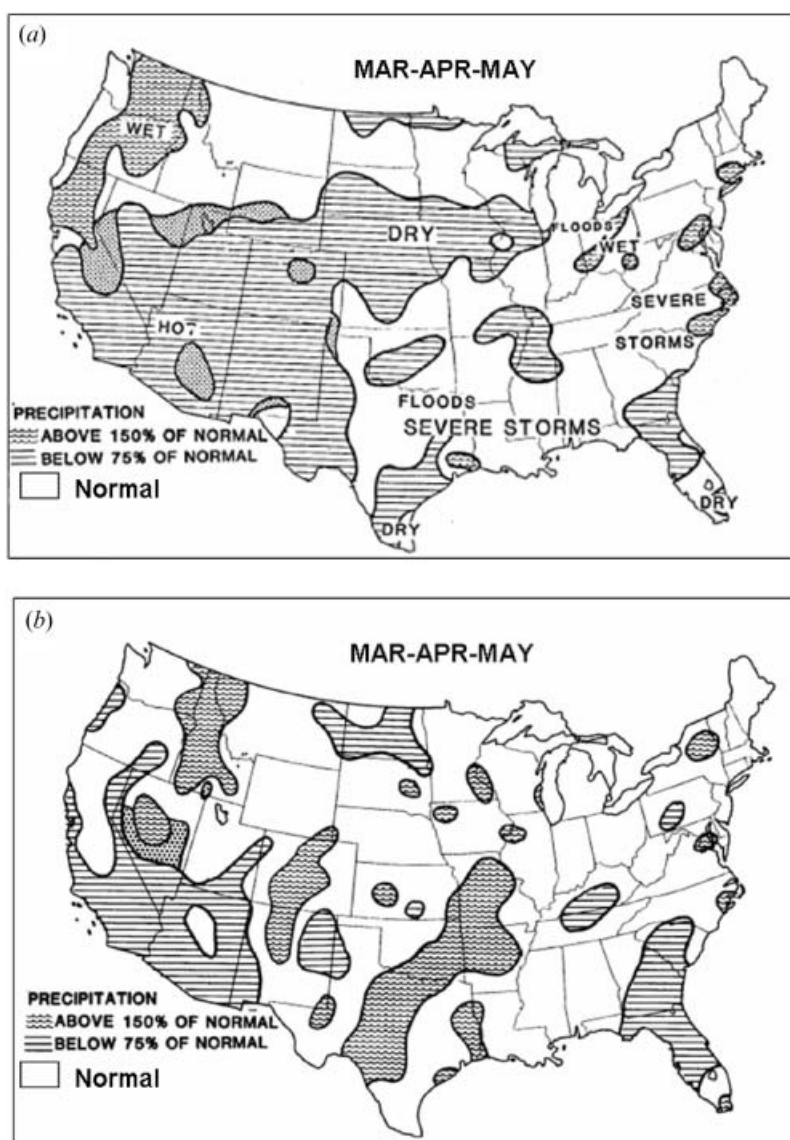 (a)
MAR-APR-MAY
WET
DRY
FLOODS
WET
SEVERE
HOT
STORMS
FLOODS
PRECIPITATION
SEVERE STORMS
ABOVE 150% OF NORMAL
BELOW 75% OF NORMAL
Normal
DRY
DRY
(b)
MAR-APR-MAY
PRECIPITATION
ABOVE 150% OF NORMAL
BELOW 75% OF NORMAL
Normal